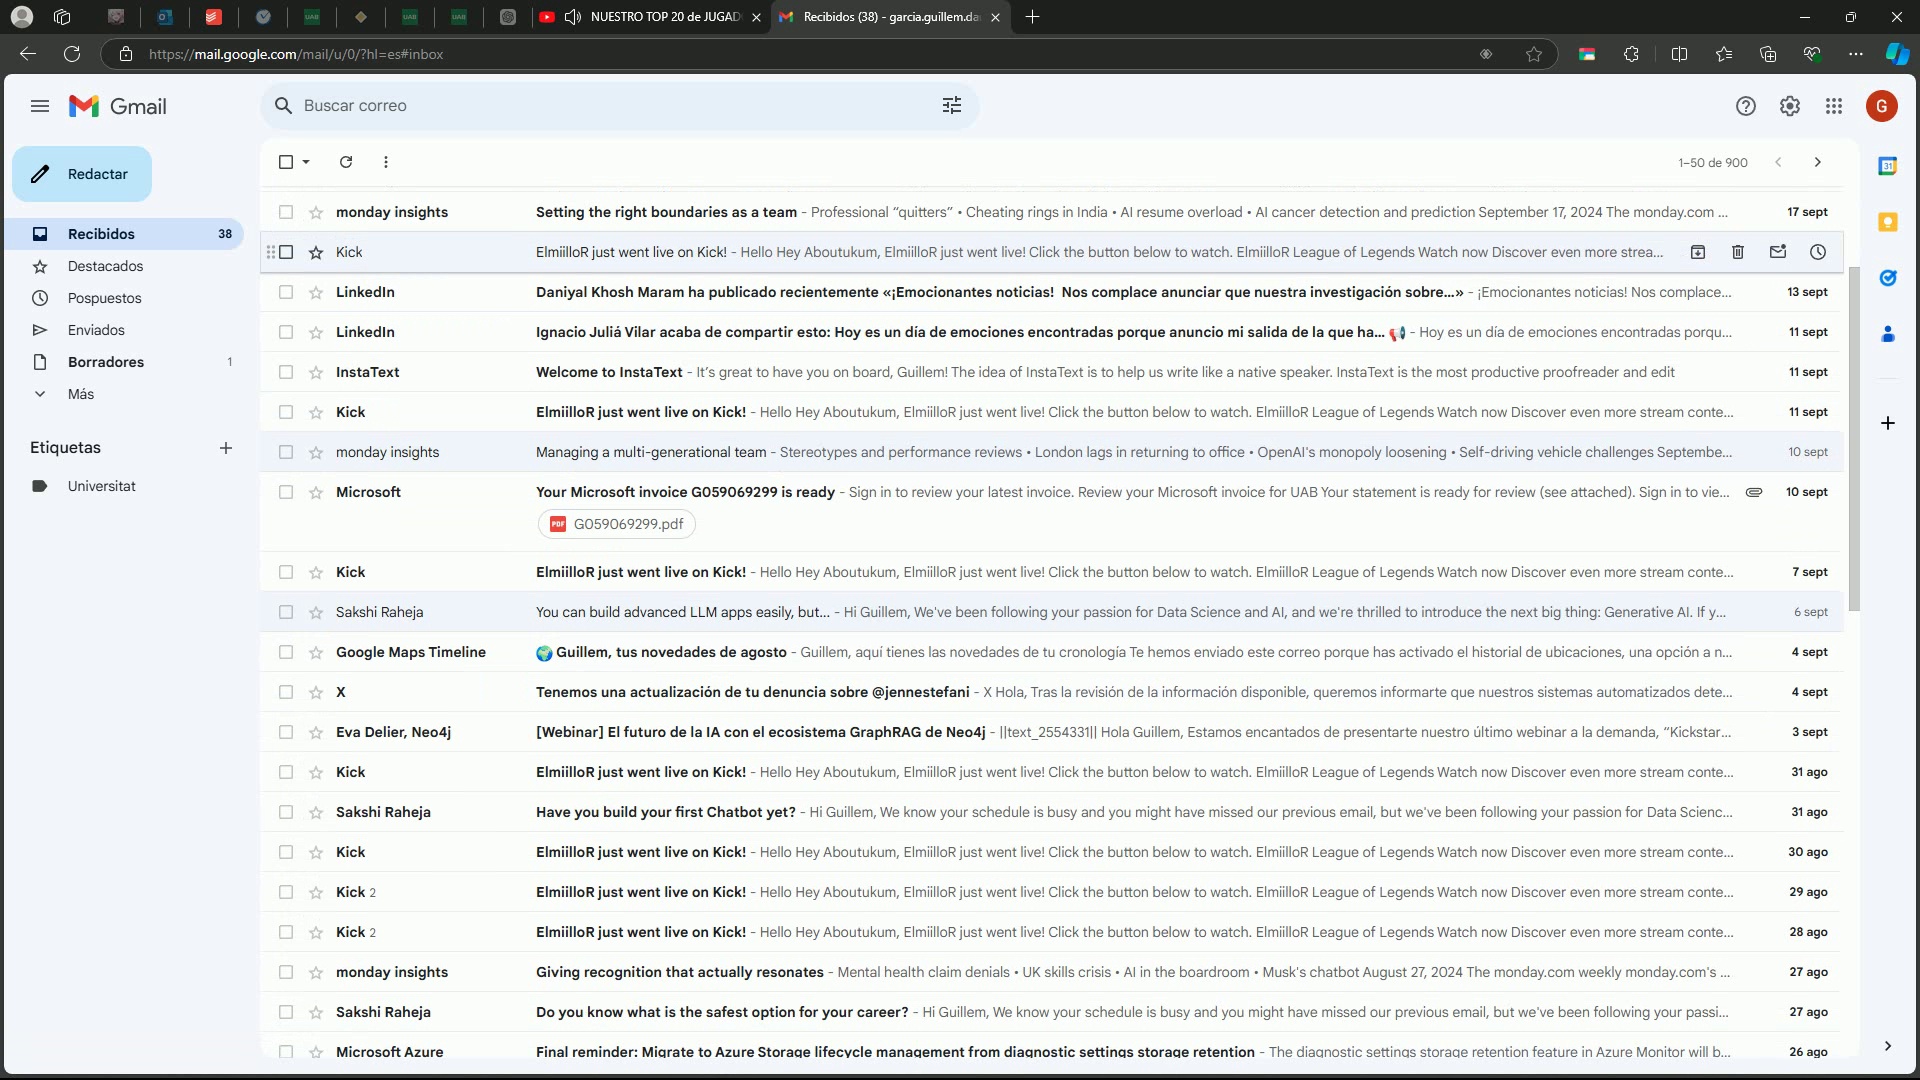 NUESTRO TOP 20 de JUGAD
Recibidos (38) - garcia.guillem.da
https://mail.google.com/mail/u/0/?hl=es#inbox
Gmail
Buscar correo
G
Redactar
1–50 de 900
Recibidos 38
Destacados
Pospuestos
Enviados
Borradores 1
Más
Etiquetas
Universitat
monday insights Setting the right boundaries as a team - Professional “quitters” • Cheating rings in India • AI resume overload • AI cancer detection and prediction September 17, 2024 The monday.com ... 17 sept
Kick ElmiilloR just went live on Kick! - Hello Hey Aboutukum, ElmiilloR just went live! Click the button below to watch. ElmiilloR League of Legends Watch now Discover even more strea...
LinkedIn Daniyal Khosh Maram ha publicado recientemente «¡Emocionantes noticias! Nos complace anunciar que nuestra investigación sobre...» - ¡Emocionantes noticias! Nos complace... 13 sept
LinkedIn Ignacio Juliá Vilar acaba de compartir esto: Hoy es un día de emociones encontradas porque anuncio mi salida de la que ha... 📢 - Hoy es un día de emociones encontradas porqu... 11 sept
InstaText Welcome to InstaText - It’s great to have you on board, Guillem! The idea of InstaText is to help us write like a native speaker. InstaText is the most productive proofreader and edit 11 sept
Kick ElmiilloR just went live on Kick! - Hello Hey Aboutukum, ElmiilloR just went live! Click the button below to watch. ElmiilloR League of Legends Watch now Discover even more stream conte... 11 sept
monday insights Managing a multi-generational team - Stereotypes and performance reviews • London lags in returning to office • OpenAI's monopoly loosening • Self-driving vehicle challenges Septembe... 10 sept
Microsoft Your Microsoft invoice G059069299 is ready - Sign in to review your latest invoice. Review your Microsoft invoice for UAB Your statement is ready for review (see attached). Sign in to vie... 10 sept
PDF G059069299.pdf
Kick ElmiilloR just went live on Kick! - Hello Hey Aboutukum, ElmiilloR just went live! Click the button below to watch. ElmiilloR League of Legends Watch now Discover even more stream conte... 7 sept
Sakshi Raheja You can build advanced LLM apps easily, but... - Hi Guillem, We've been following your passion for Data Science and AI, and we're thrilled to introduce the next big thing: Generative AI. If y... 6 sept
Google Maps Timeline 🌍 Guillem, tus novedades de agosto - Guillem, aquí tienes las novedades de tu cronología Te hemos enviado este correo porque has activado el historial de ubicaciones, una opción a n... 4 sept
X Tenemos una actualización de tu denuncia sobre @jennestefani - X Hola, Tras la revisión de la información disponible, queremos informarte que nuestros sistemas automatizados dete... 4 sept
Eva Delier, Neo4j [Webinar] El futuro de la IA con el ecosistema GraphRAG de Neo4j - ||text_2554331|| Hola Guillem, Estamos encantados de presentarte nuestro último webinar a la demanda, “Kickstar... 3 sept
Kick ElmiilloR just went live on Kick! - Hello Hey Aboutukum, ElmiilloR just went live! Click the button below to watch. ElmiilloR League of Legends Watch now Discover even more stream conte... 31 ago
Sakshi Raheja Have you build your first Chatbot yet? - Hi Guillem, We know your schedule is busy and you might have missed our previous email, but we've been following your passion for Data Scienc... 31 ago
Kick ElmiilloR just went live on Kick! - Hello Hey Aboutukum, ElmiilloR just went live! Click the button below to watch. ElmiilloR League of Legends Watch now Discover even more stream conte... 30 ago
Kick 2 ElmiilloR just went live on Kick! - Hello Hey Aboutukum, ElmiilloR just went live! Click the button below to watch. ElmiilloR League of Legends Watch now Discover even more stream conte... 29 ago
Kick 2 ElmiilloR just went live on Kick! - Hello Hey Aboutukum, ElmiilloR just went live! Click the button below to watch. ElmiilloR League of Legends Watch now Discover even more stream conte... 28 ago
monday insights Giving recognition that actually resonates - Mental health claim denials • UK skills crisis • AI in the boardroom • Musk's chatbot August 27, 2024 The monday.com weekly monday.com's ... 27 ago
Sakshi Raheja Do you know what is the safest option for your career? - Hi Guillem, We know your schedule is busy and you might have missed our previous email, but we've been following your passi... 27 ago
Microsoft Azure Final reminder: Migrate to Azure Storage lifecycle management from diagnostic settings storage retention - The diagnostic settings storage retention feature in Azure Monitor will b... 26 ago